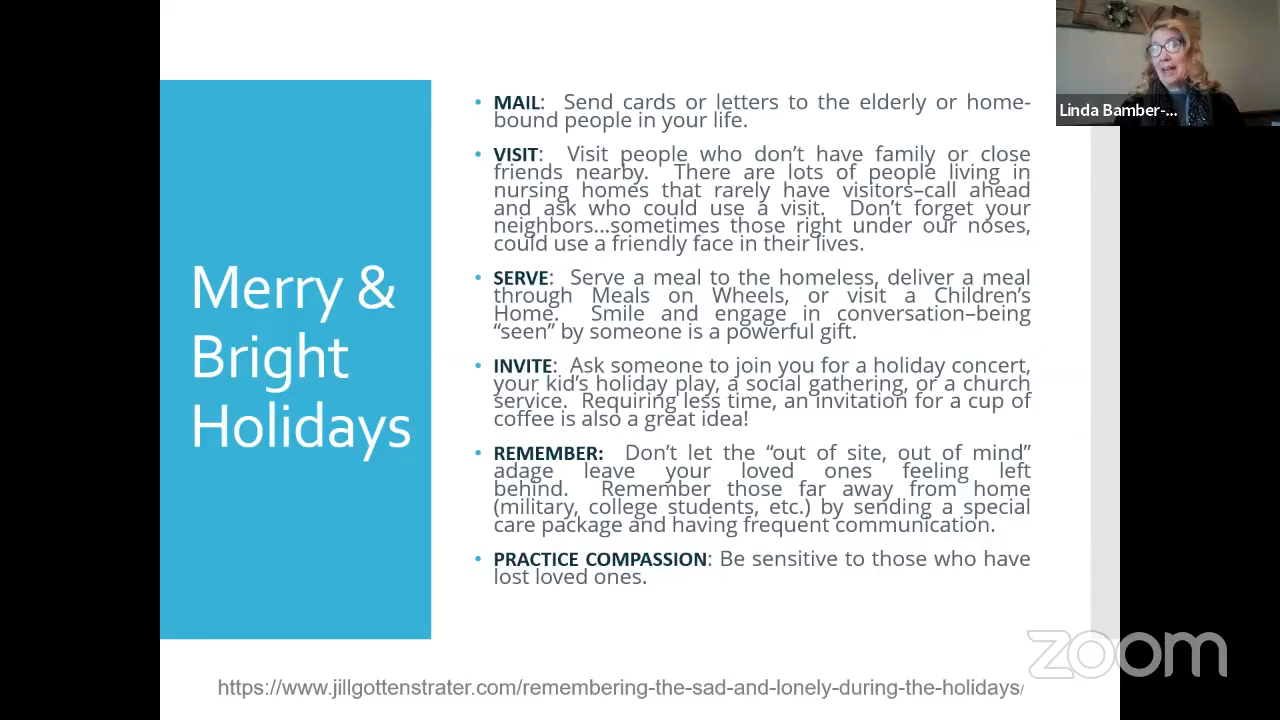 Merry &
Bright
Holidays
• MAIL:  Send cards or letters to the elderly or home-
bound people in your life.
• VISIT:  Visit people who don't have family or close
friends nearby.  There are lots of people living in
nursing homes that rarely have visitors–call ahead
and ask who could use a visit.  Don't forget your
neighbors…sometimes those right under our noses,
could use a friendly face in their lives.
• SERVE:  Serve a meal to the homeless, deliver a meal
through Meals on Wheels, or visit a Children's
Home.  Smile and engage in conversation–being
“seen” by someone is a powerful gift.
• INVITE:  Ask someone to join you for a holiday concert,
your kid's holiday play, a social gathering, or a church
service.  Requiring less time, an invitation for a cup of
coffee is also a great idea!
• REMEMBER:  Don't let the “out of site, out of mind”
adage leave your loved ones feeling left
behind.  Remember those far away from home
(military, college students, etc.) by sending a special
care package and having frequent communication.
• PRACTICE COMPASSION: Be sensitive to those who have
lost loved ones.
https://www.jillgottenstrater.com/remembering-the-sad-and-lonely-during-the-holidays/
Linda Bamber-...
zoom